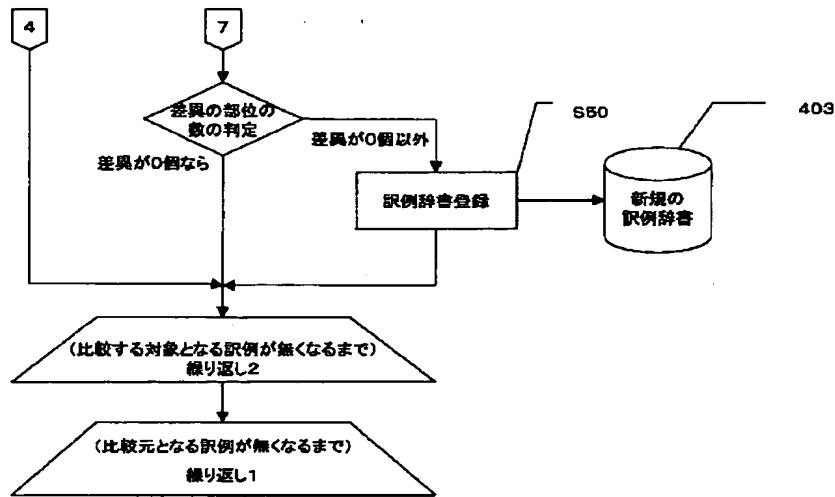 4
7
差異の部位の
数の判定
差異が0個なら
差異が0個以外
S50
403
訳例辞書登録
新規の
訳例辞書
(比較する対象となる訳例が無くなるまで)
繰り返し2
(比較元となる訳例が無くなるまで)
繰り返し1